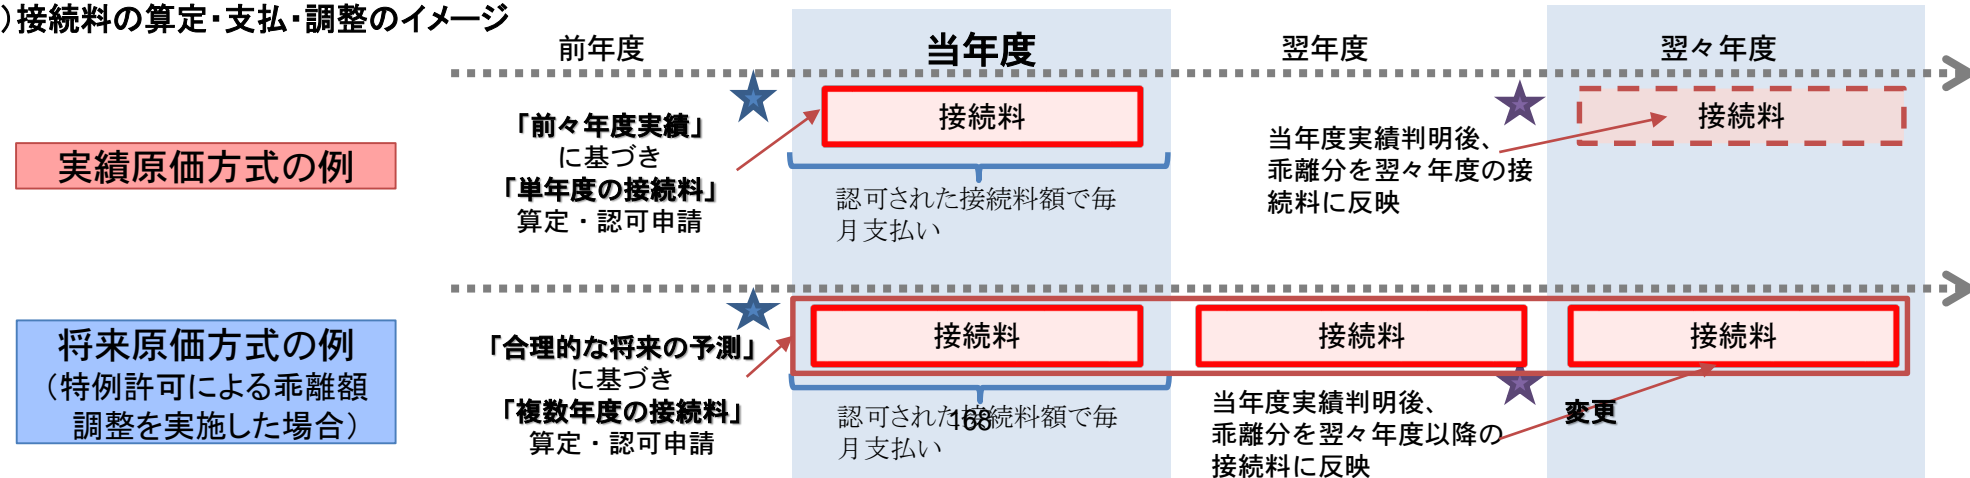 ）接続料の算定・支払・調整のイメージ
前年度
当年度
翌年度
翌々年度
実績原価方式の例
「前々年度実績」
に基づき
「単年度の接続料」
算定・認可申請
接続料
認可された接続料額で毎
月支払い
当年度実績判明後、
乖離分を翌々年度の接
続料に反映
接続料
将来原価方式の例
（特例許可による乖離額
調整を実施した場合）
「合理的な将来の予測」
に基づき
「複数年度の接続料」
算定・認可申請
接続料
接続料
接続料
認可された接続料額で毎
月支払い
168
当年度実績判明後、
乖離分を翌々年度以降の
接続料に反映
変更